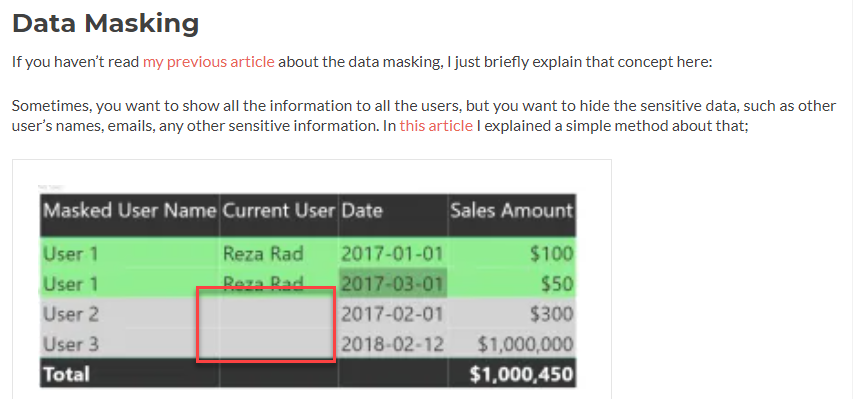 Data Masking
If you haven't read my previous article about the data masking, I just briefly explain that concept here:
Sometimes, you want to show all the information to all the users, but you want to hide the sensitive data, such as other
user's names, emails, any other sensitive information. In this article I explained a simple method about that;
Masked User Name Current User Date Sales Amount
User 1 Reza Rad 2017-01-01 $100
User 1 Reza Rad 2017-03-01 $50
User 2 2017-02-01 $300
User 3 2018-02-12 $1,000,000
Total $1,000,450